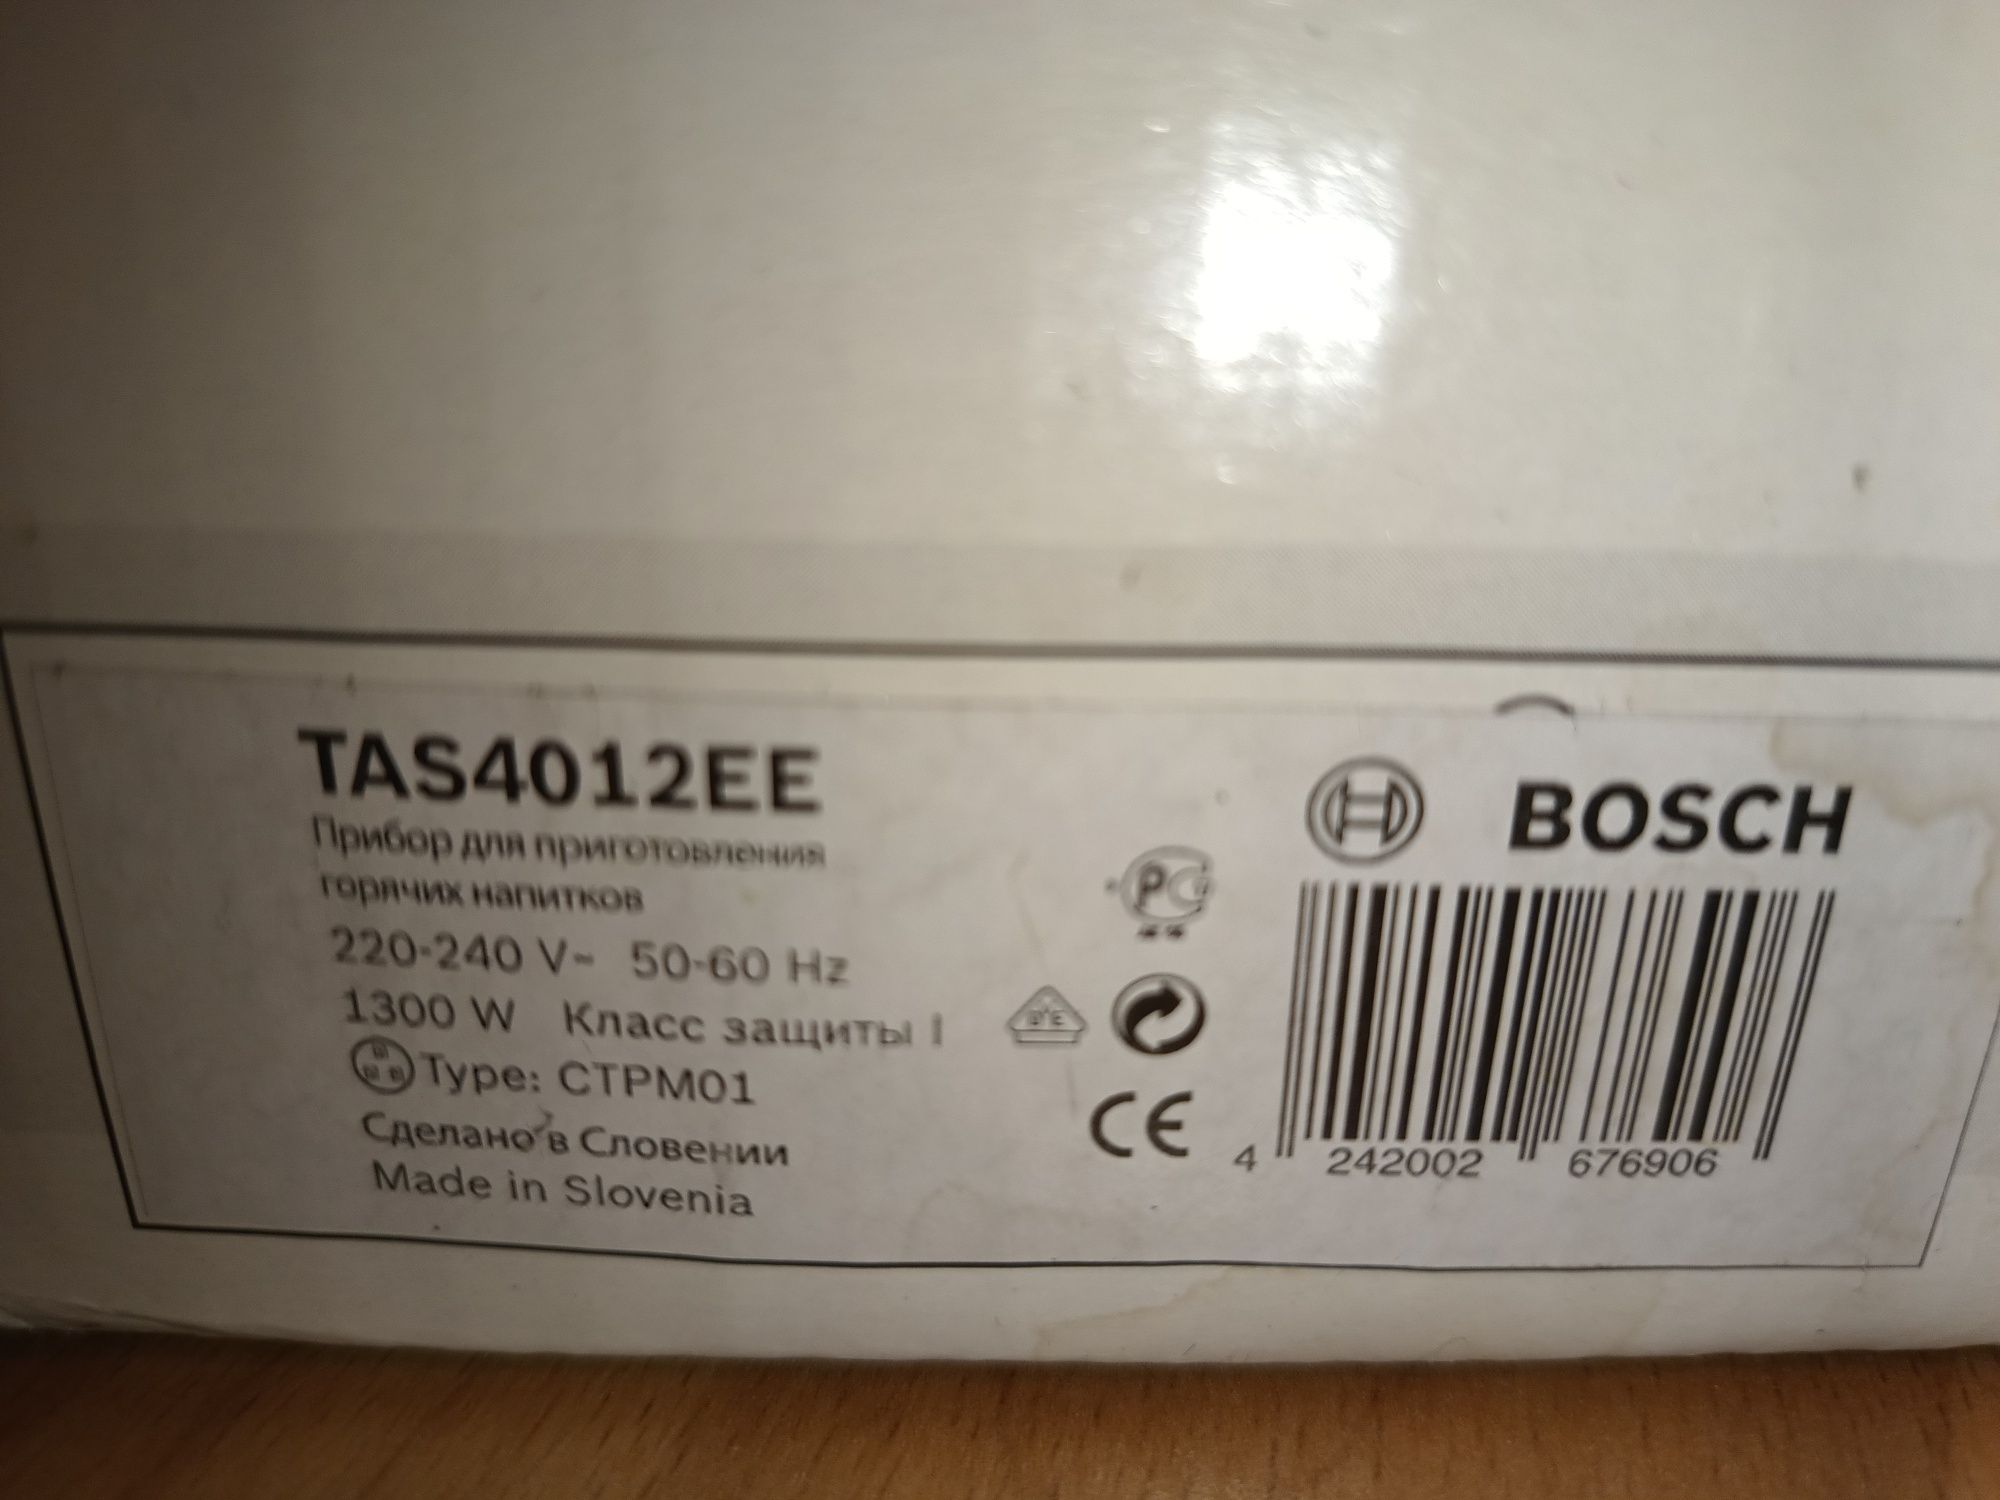 TAS4012EE
Прибор для приготовления
горячих напитков
220-240 V~ 50-60 Hz
1300 W Класс защиты I
Type: CTPM01
Сделано в Словении
Made in Slovenia
PC
CE
BOSCH
4 242002 676906